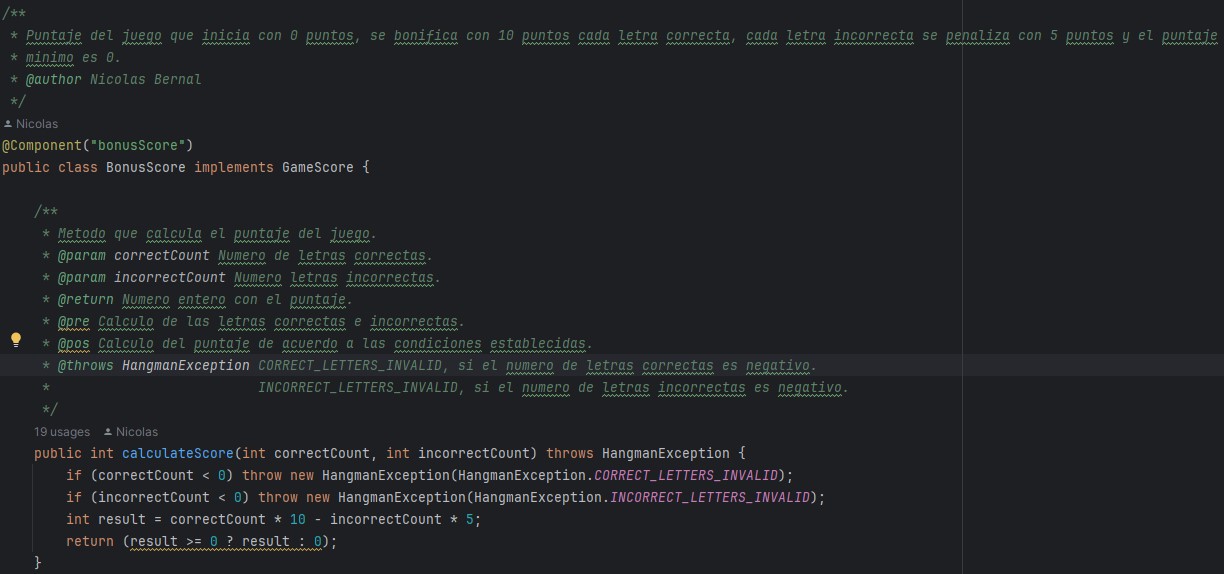 /**
 * Puntaje del juego que inicia con 0 puntos, se bonifica con 10 puntos cada letra correcta, cada letra incorrecta se penaliza con 5 puntos y el puntaje
 * minimo es 0.
 * @author Nicolas Bernal
 */
Nicolas
@Component("bonusScore")
public class BonusScore implements GameScore {
    /**
     * Metodo que calcula el puntaje del juego.
     * @param correctCount Numero de letras correctas.
     * @param incorrectCount Numero letras incorrectas.
     * @return Numero entero con el puntaje.
     * @pre Calculo de las letras correctas e incorrectas.
     * @pos Calculo del puntaje de acuerdo a las condiciones establecidas.
     * @throws HangmanException CORRECT_LETTERS_INVALID, si el numero de letras correctas es negativo.
     *                          INCORRECT_LETTERS_INVALID, si el numero de letras incorrectas es negativo.
     */
    19 usages Nicolas
    public int calculateScore(int correctCount, int incorrectCount) throws HangmanException {
        if (correctCount < 0) throw new HangmanException(HangmanException.CORRECT_LETTERS_INVALID);
        if (incorrectCount < 0) throw new HangmanException(HangmanException.INCORRECT_LETTERS_INVALID);
        int result = correctCount * 10 - incorrectCount * 5;
        return (result >= 0 ? result : 0);
    }